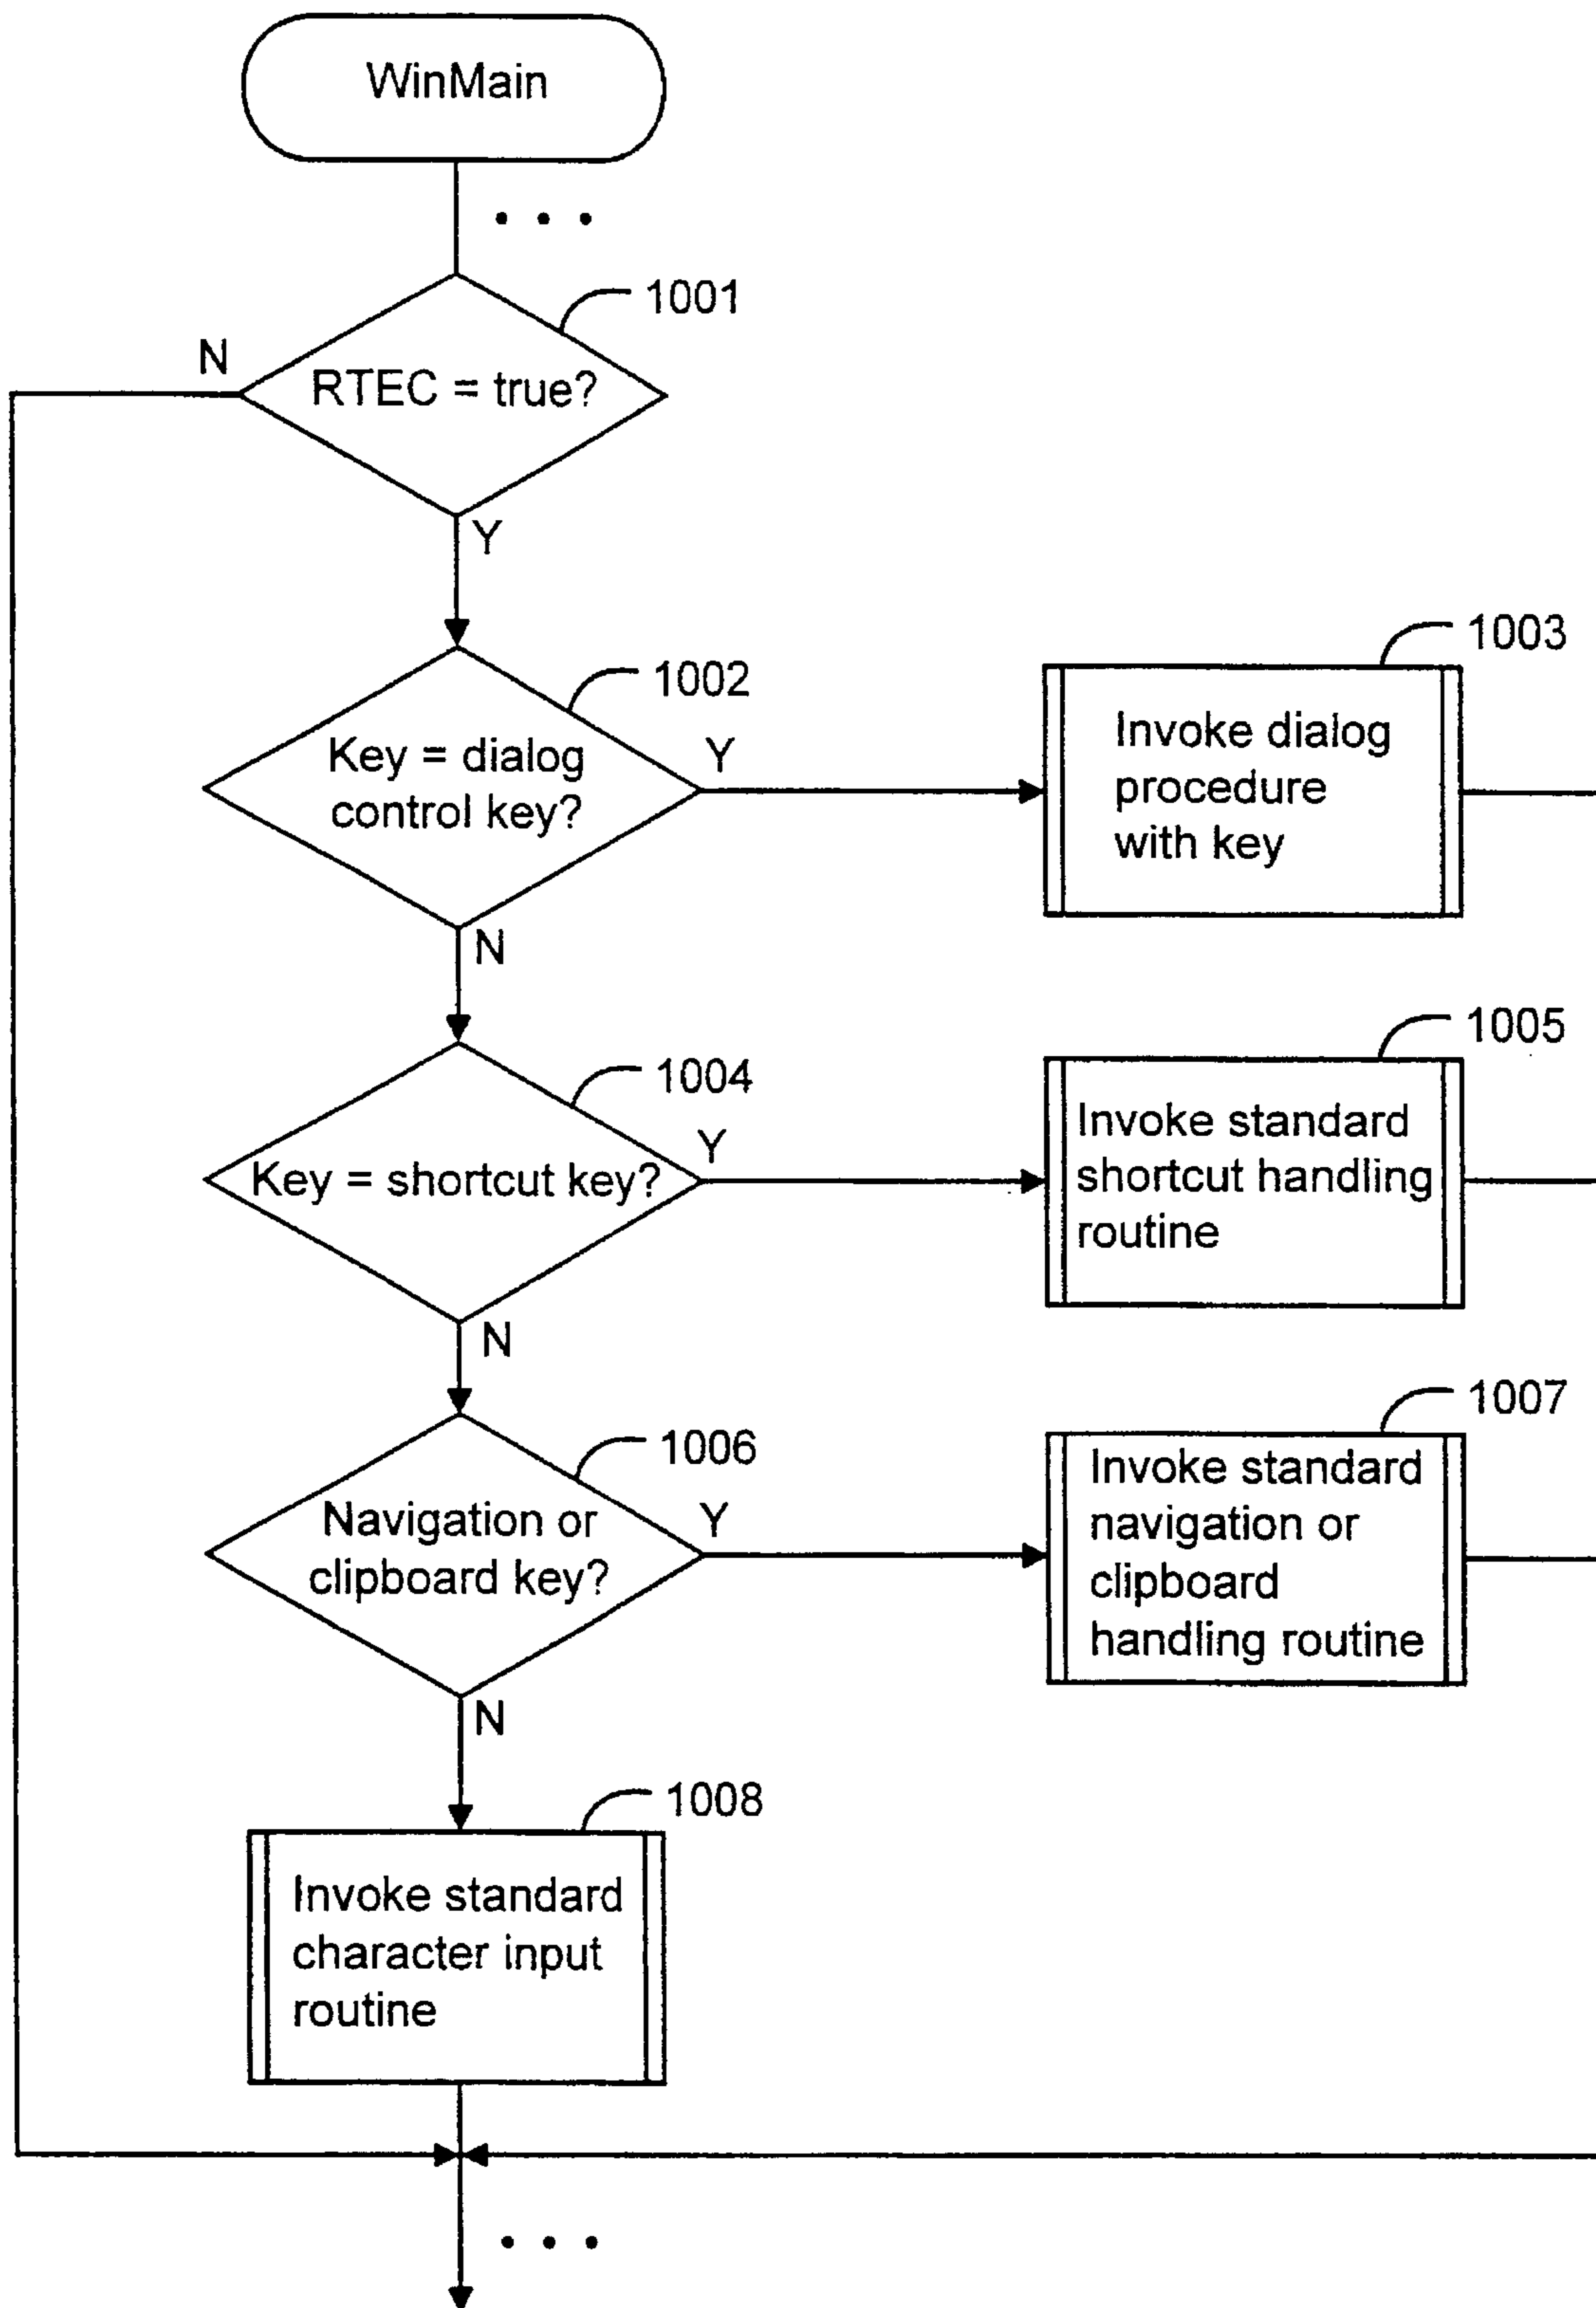 WinMain
. . .
1001
N
RTEC = true?
Y
1002
1003
Key = dialog
control key?
Y
Invoke dialog
procedure
with key
N
1004
1005
Key = shortcut key?
Y
Invoke standard
shortcut handling
routine
N
1006
1007
Navigation or
clipboard key?
Y
Invoke standard
navigation or
clipboard
handling routine
N
1008
Invoke standard
character input
routine
. . .